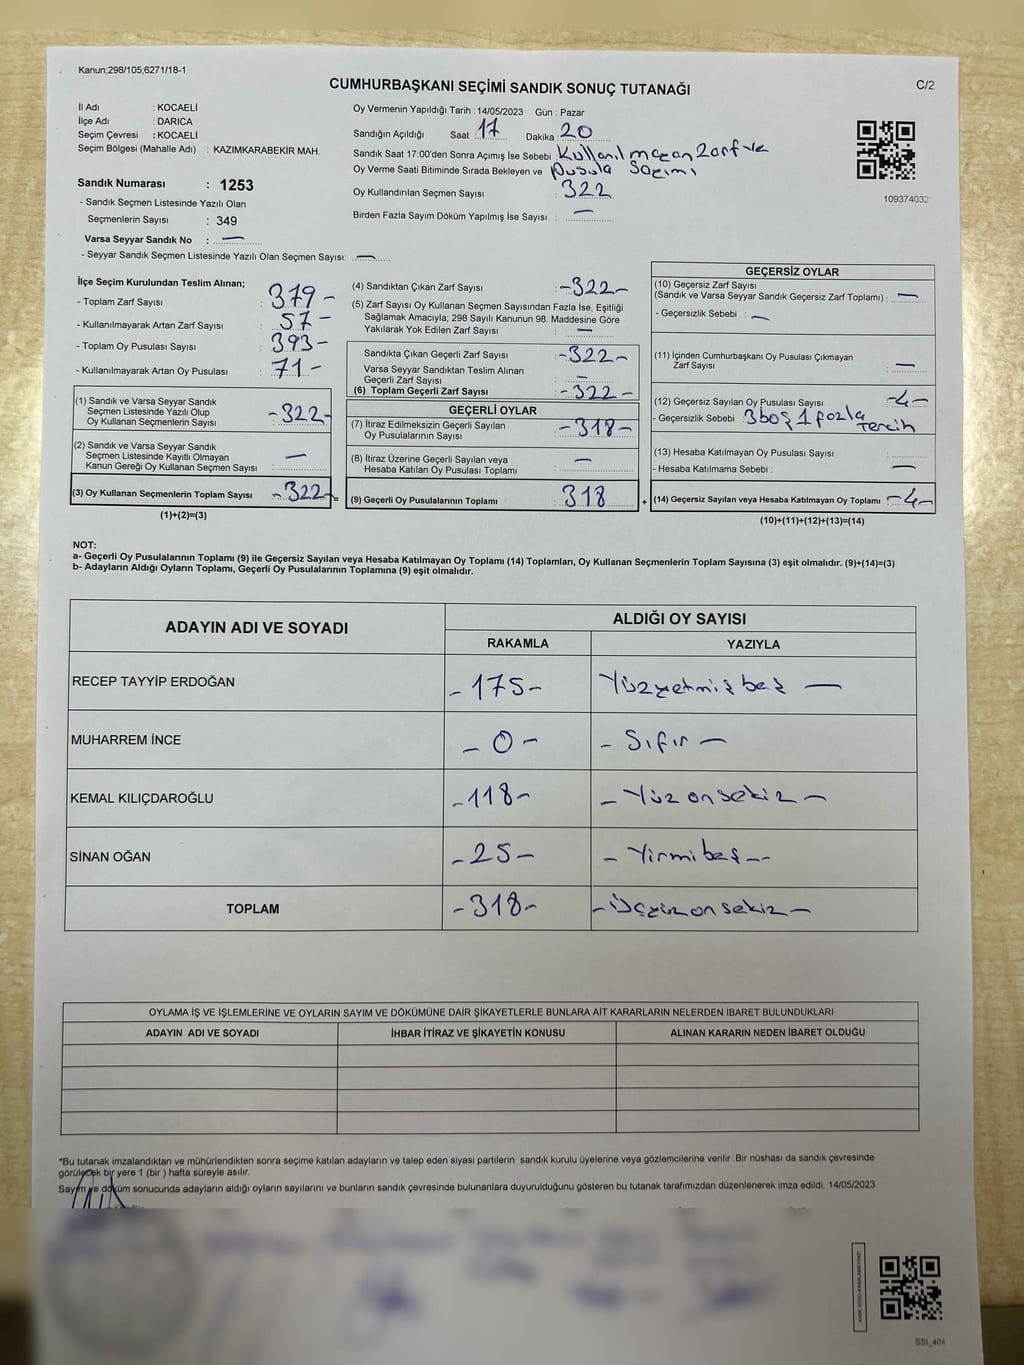 Kanun;298/105;6271/18-1
CUMHURBAŞKANI SEÇİMİ SANDIK SONUÇ TUTANAĞI
C/2
İl Adı : KOCAELİ
İlçe Adı : DARICA
Seçim Çevresi : KOCAELİ
Seçim Bölgesi (Mahalle Adı) : KAZIMKARABEKİR MAH.
Sandık Numarası : 1253
- Sandık Seçmen Listesinde Yazılı Olan
Seçmenlerin Sayısı : 349
Varsa Seyyar Sandık No : —
- Seyyar Sandık Seçmen Listesinde Yazılı Olan Seçmen Sayısı: —
Oy Vermenin Yapıldığı Tarih : 14/05/2023 Gün : Pazar
Sandığın Açıldığı Saat : 17 Dakika : 20
Sandık Saat 17:00'den Sonra Açımış İse Sebebi : Kullanılmayan Zarf ve
Oy Verme Saati Bitiminde Sırada Bekleyen ve Pusula Sayımı
Oy Kullandırılan Seçmen Sayısı : 322
Birden Fazla Sayım Döküm Yapılmış İse Sayısı : —
109374032
İlçe Seçim Kurulundan Teslim Alınan;
- Toplam Zarf Sayısı : 379 -
- Kullanılmayarak Artan Zarf Sayısı : 57 -
- Toplam Oy Pusulası Sayısı : 393-
- Kullanılmayarak Artan Oy Pusulası : 71-
(1) Sandık ve Varsa Seyyar Sandık
Seçmen Listesinde Yazılı Olup
Oy Kullanan Seçmenlerin Sayısı : -322-
(2) Sandık ve Varsa Seyyar Sandık
Seçmen Listesinde Kayıtlı Olmayan
Kanun Gereği Oy Kullanan Seçmen Sayısı : —
(3) Oy Kullanan Seçmenlerin Toplam Sayısı : -322- =
(1)+(2)=(3)
(4) Sandıktan Çıkan Zarf Sayısı : -322-
(5) Zarf Sayısı Oy Kullanan Seçmen Sayısından Fazla İse, Eşitliği
Sağlamak Amacıyla; 298 Sayılı Kanunun 98. Maddesine Göre
Yakılarak Yok Edilen Zarf Sayısı : —
Sandıkta Çıkan Geçerli Zarf Sayısı : -322-
Varsa Seyyar Sandıktan Teslim Alınan
Geçerli Zarf Sayısı : —
(6) Toplam Geçerli Zarf Sayısı : -322-
GEÇERLİ OYLAR
(7) İtiraz Edilmeksizin Geçerli Sayılan
Oy Pusulalarının Sayısı : -318-
(8) İtiraz Üzerine Geçerli Sayılan veya
Hesaba Katılan Oy Pusulası Toplamı : —
(9) Geçerli Oy Pusulalarının Toplamı : 318 +
GEÇERSİZ OYLAR
(10) Geçersiz Zarf Sayısı
(Sandık ve Varsa Seyyar Sandık Geçersiz Zarf Toplamı) : —
- Geçersizlik Sebebi : —
(11) İçinden Cumhurbaşkanı Oy Pusulası Çıkmayan
Zarf Sayısı : —
(12) Geçersiz Sayılan Oy Pusulası Sayısı : -4-
- Geçersizlik Sebebi : 3 boş 1 fazla
tercih
(13) Hesaba Katılmayan Oy Pusulası Sayısı :
- Hesaba Katılmama Sebebi : —
(14) Geçersiz Sayılan veya Hesaba Katılmayan Oy Toplamı : -4-
(10)+(11)+(12)+(13)=(14)
NOT:
a- Geçerli Oy Pusulalarının Toplamı (9) ile Geçersiz Sayılan veya Hesaba Katılmayan Oy Toplamı (14) Toplamları, Oy Kullanan Seçmenlerin Toplam Sayısına (3) eşit olmalıdır. (9)+(14)=(3)
b- Adayların Aldığı Oyların Toplamı, Geçerli Oy Pusulalarının Toplamına (9) eşit olmalıdır.
ADAYIN ADI VE SOYADI ALDIĞI OY SAYISI
RAKAMLA YAZIYLA
RECEP TAYYİP ERDOĞAN -175- Yüzyetmiş beş —
MUHARREM İNCE - 0 - - Sıfır —
KEMAL KILIÇDAROĞLU -118- - Yüz onsekiz —
SİNAN OĞAN -25- - Yirmi beş --
TOPLAM -318- - Üçyüz on sekiz —
OYLAMA İŞ VE İŞLEMLERİNE VE OYLARIN SAYIM VE DÖKÜMÜNE DAİR ŞİKAYETLERLE BUNLARA AİT KARARLARIN NELERDEN İBARET BULUNDUKLARI
ADAYIN ADI VE SOYADI İHBAR İTİRAZ VE ŞİKAYETİN KONUSU ALINAN KARARIN NEDEN İBARET OLDUĞU
*Bu tutanak imzalandıktan ve mühürlendikten sonra seçime katılan adayların ve talep eden siyasi partilerin sandık kurulu üyelerine veya gözlemcilerine verilir .Bir nüshası da sandık çevresinde
görülecek bir yere 1 (bir ) hafta süreyle asılır.
Sayım ve döküm sonucunda adayların aldığı oyların sayılarını ve bunların sandık çevresinde bulunanlara duyurulduğunu gösteren bu tutanak tarafımızdan düzenlenerek imza edildi. 14/05/2023